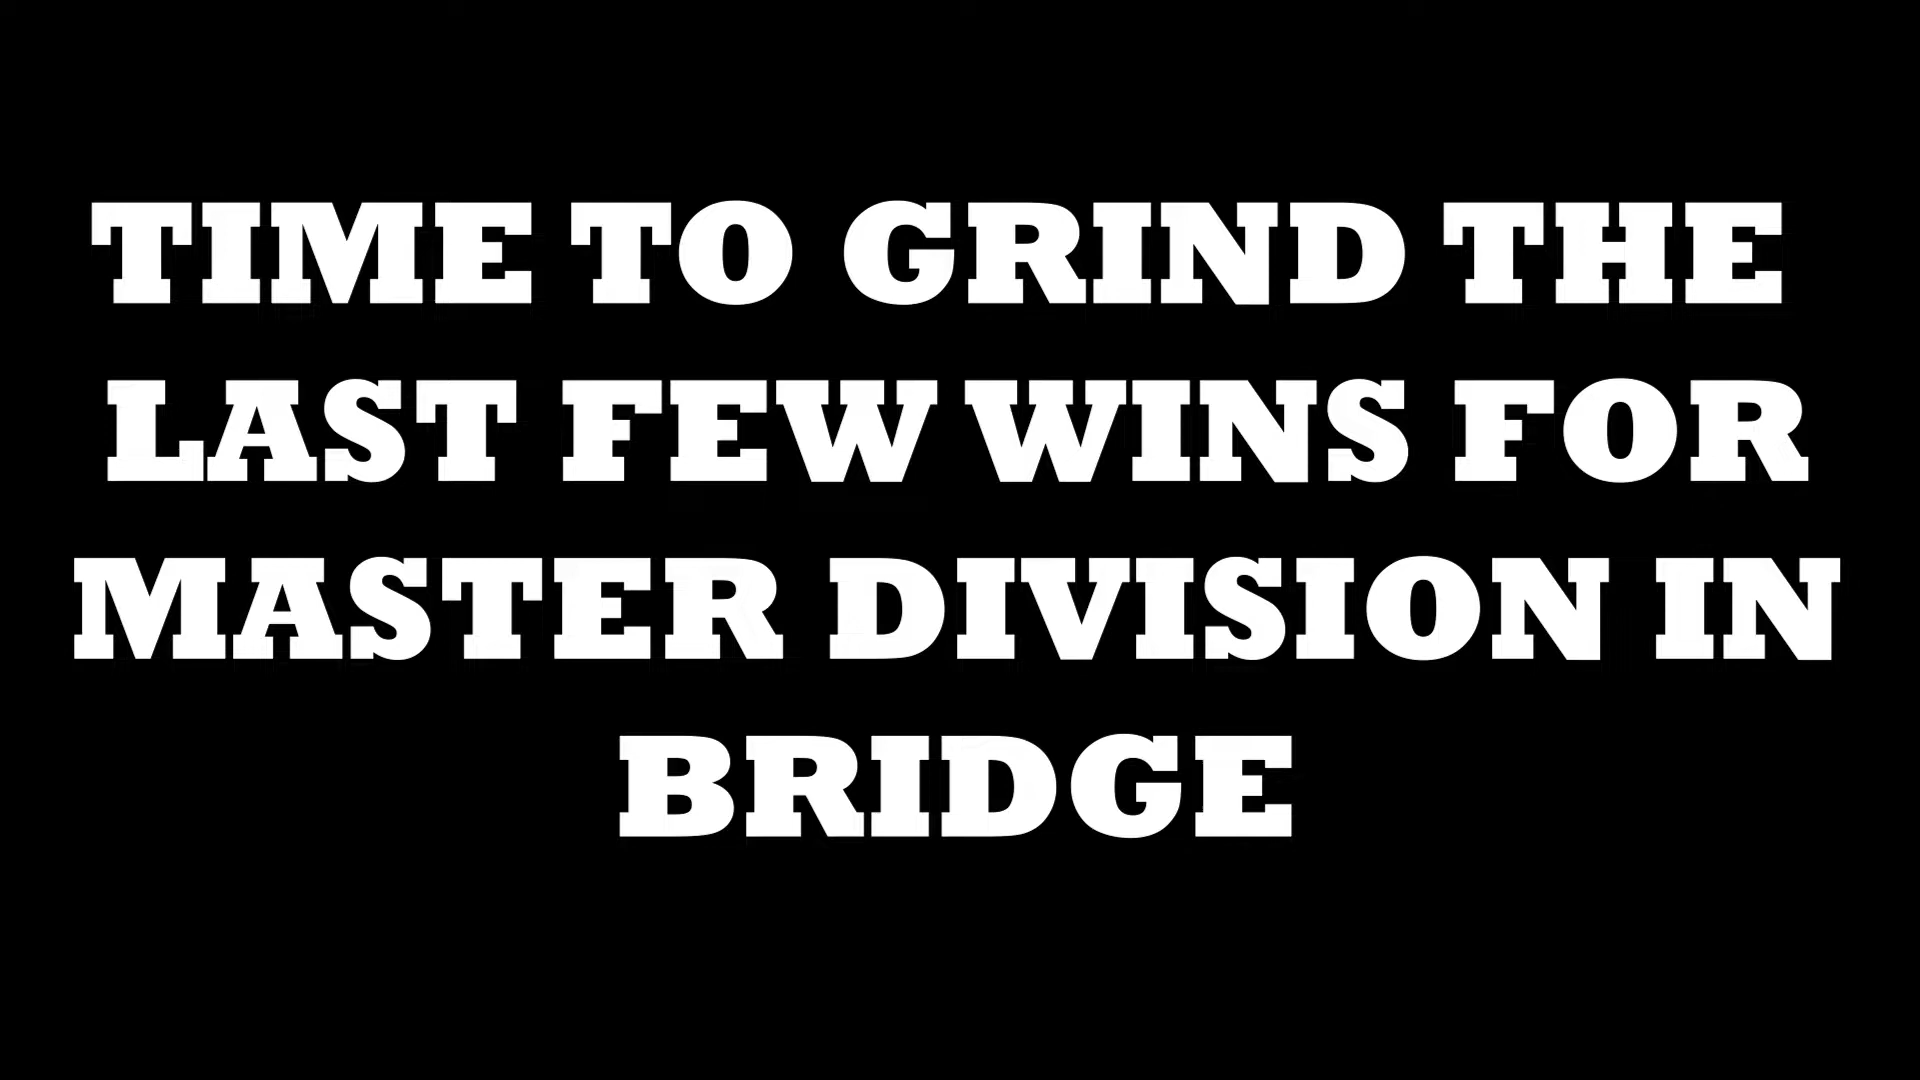 TIME TO GRIND THE
LAST FEW WINS FOR
MASTER DIVISION IN
BRIDGE